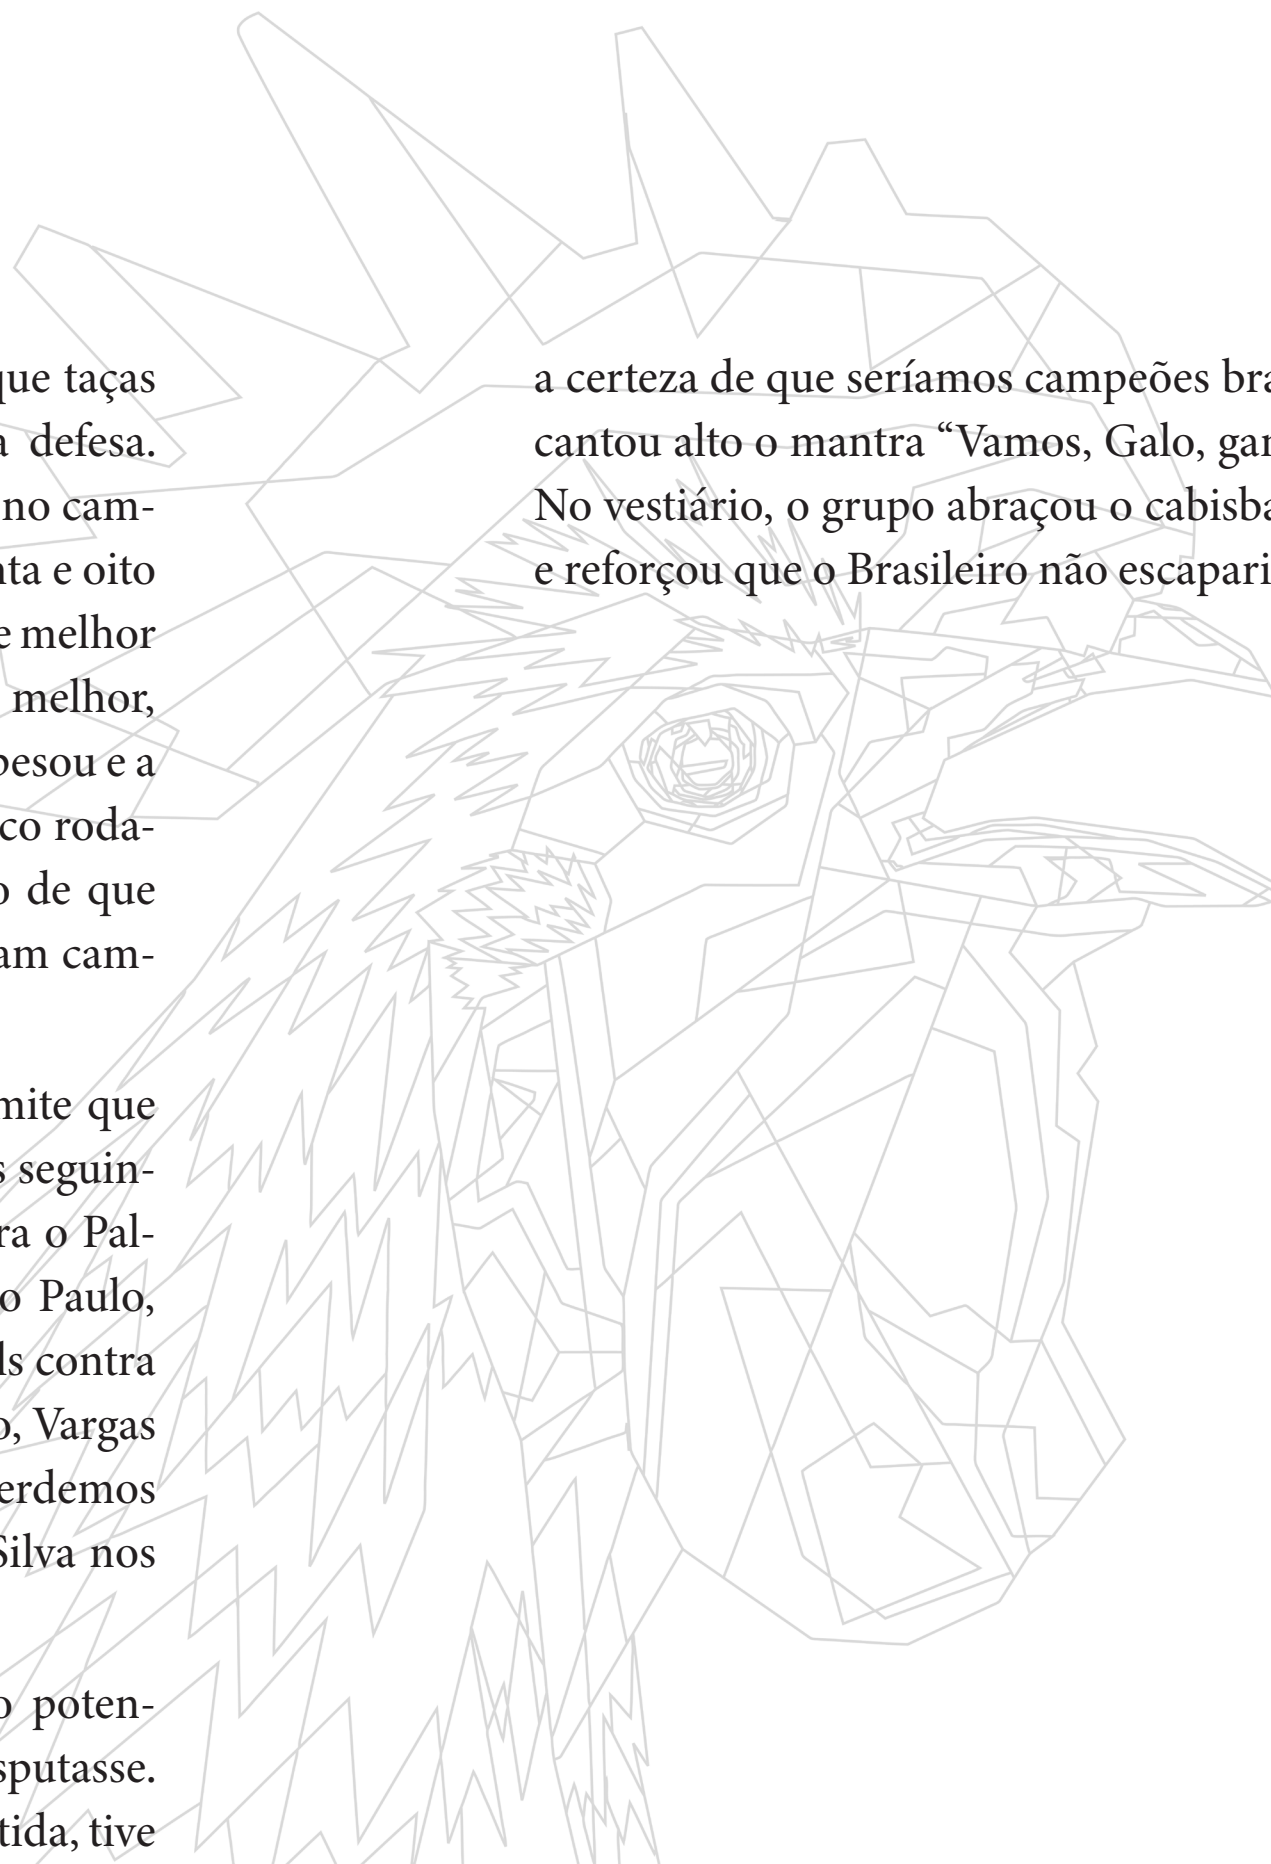 que taças
a defesa.
no cam-
nta e oito
e melhor
melhor,
pesou e a
co roda-
o de que
am cam-
mite que
s seguin-
ra o Pal-
o Paulo,
ls contra
o, Vargas
erdemos
Silva nos
o poten-
sputasse.
tida, tive
a certeza de que seríamos campeões bra
cantou alto o mantra “Vamos, Galo, gan
No vestiário, o grupo abraçou o cabisba
e reforçou que o Brasileiro não escapari